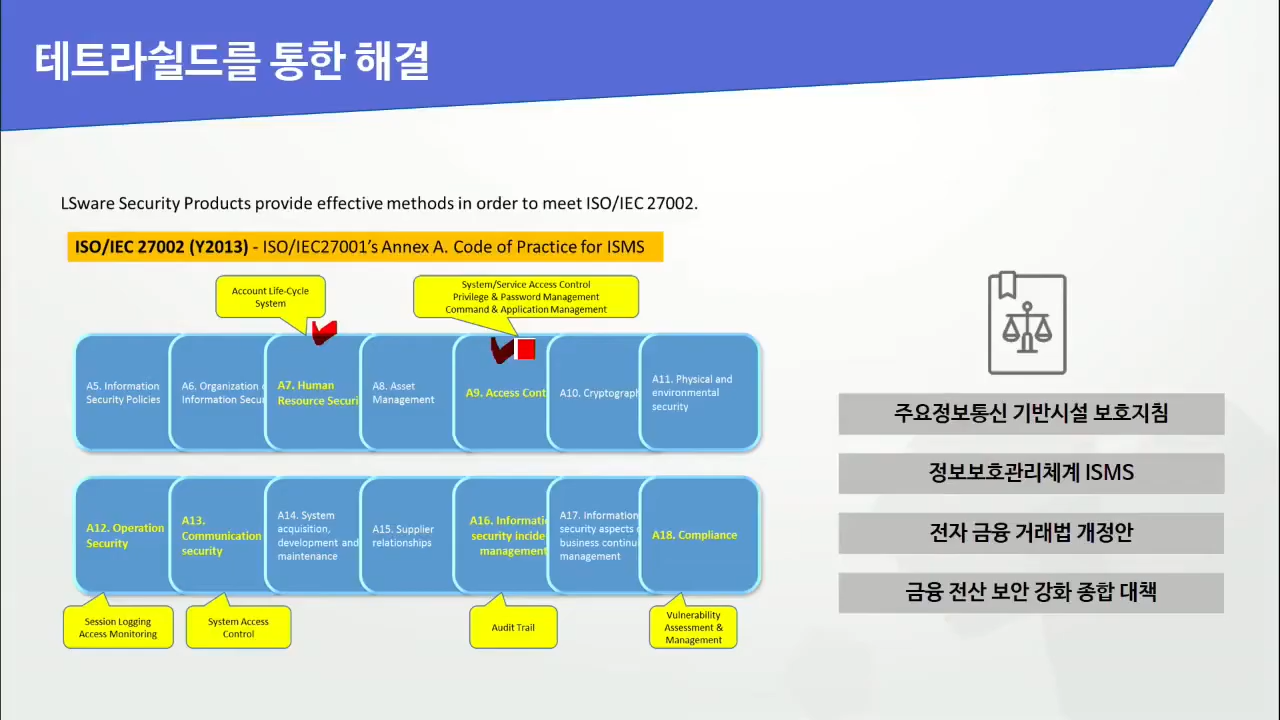 테트라쉴드를 통한 해결
LSware Security Products provide effective methods in order to meet ISO/IEC 27002.
ISO/IEC 27002 (Y2013) - ISO/IEC27001's Annex A. Code of Practice for ISMS
Account Life-Cycle
System
System/Service Access Control
Privilege & Password Management
Command & Application Management
A5. Information
Security Policies
A6. Organization
Information Secur
A7. Human
Resource Securi
A8. Asset
Management
A9. Access Cont
A10. Cryptograph
A11. Physical and
environmental
security
A12. Operation
Security
A13.
Communication
security
A14. System
acquisition,
development and
maintenance
A15. Supplier
relationships
A16. Informatic
security incide
management
A17. Information
security aspects
business continu
management
A18. Compliance
Session Logging
Access Monitoring
System Access
Control
Audit Trail
Vulnerability
Assessment &
Management
주요정보통신 기반시설 보호지침
정보보호관리체계 ISMS
전자 금융 거래법 개정안
금융 전산 보안 강화 종합 대책